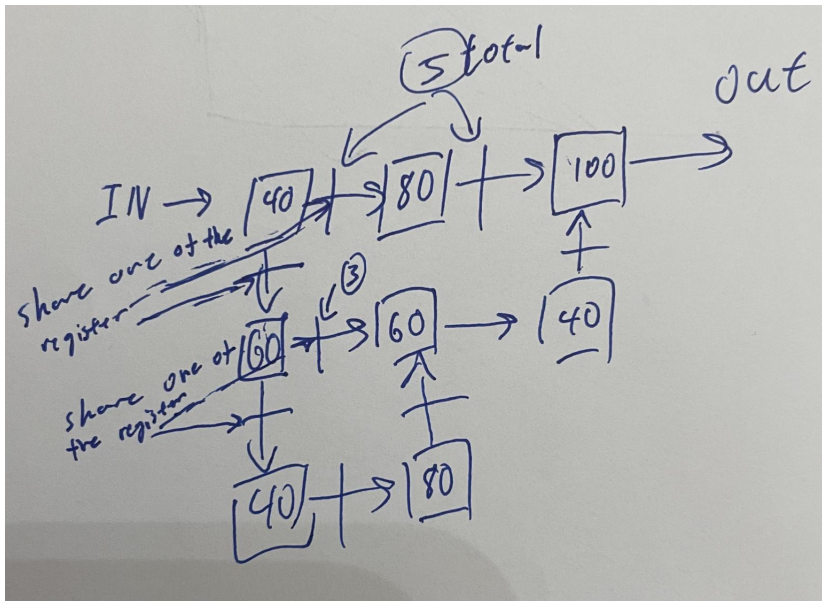 5 total
out
IN 40 80 100
share one of the
register
3
60 60 40
share one of
the register
40 80